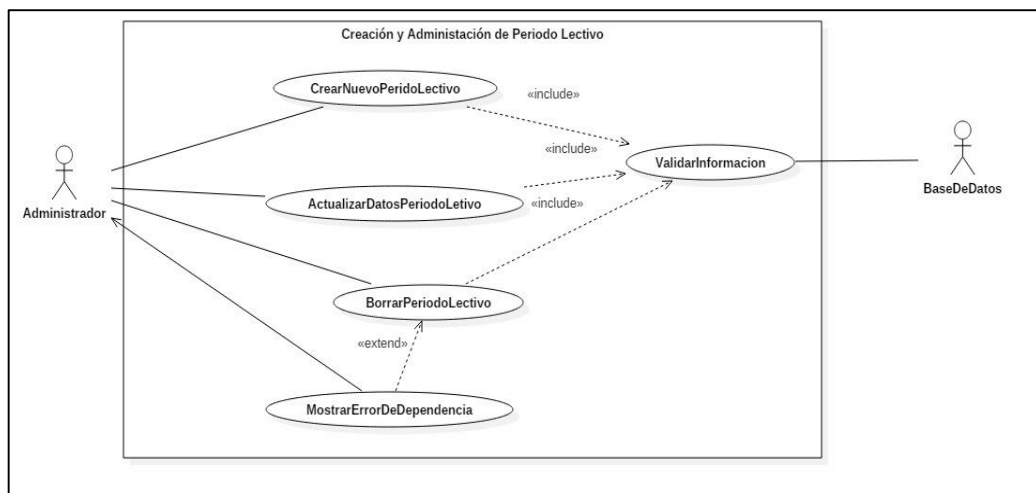 Creación y Administación de Periodo Lectivo
CrearNuevoPeridoLectivo
«include»
«include»
ValidarInformacion
Administrador
BaseDeDatos
ActualizarDatosPeriodoLetivo
«include»
BorrarPeriodoLectivo
«extend»
MostrarErrorDeDependencia